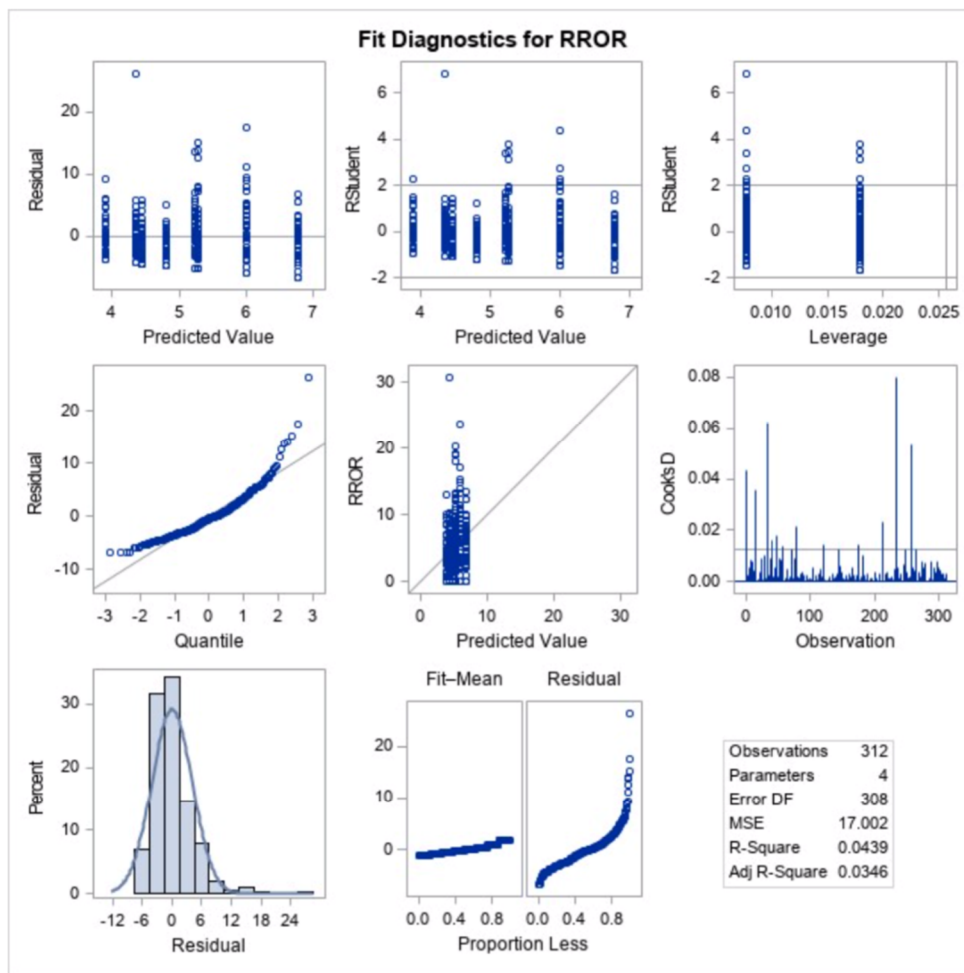 Fit Diagnostics for RROR
Residual
20
10
0
4 5 6 7
Predicted Value
RStudent
6
4
2
0
-2
4 5 6 7
Predicted Value
RStudent
6
4
2
0
-2
0.010 0.015 0.020 0.025
Leverage
Residual
20
10
0
-10
-3 -2 -1 0 1 2 3
Quantile
RROR
30
20
10
0
0 10 20 30
Predicted Value
Cook's D
0.08
0.06
0.04
0.02
0.00
0 100 200 300
Observation
Percent
30
20
10
0
-12 -6 0 6 12 18 24
Residual
Fit–Mean Residual
20
10
0
0.0 0.4 0.8 0.0 0.4 0.8
Proportion Less
Observations 312
Parameters 4
Error DF 308
MSE 17.002
R-Square 0.0439
Adj R-Square 0.0346